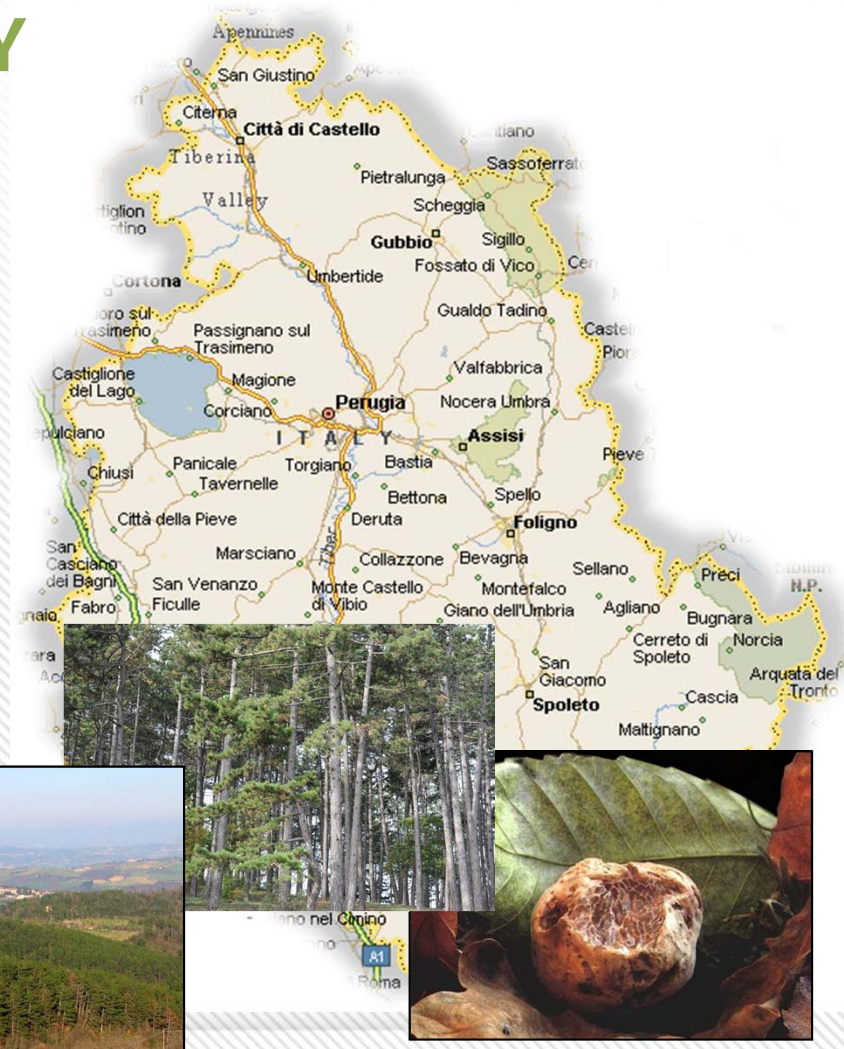 Y
Apennines
San Giustino
Citerna
Città di Castello
Tiberina
Valley
Pietralunga
Sassoferrato
Scheggia
Gubbio
Sigillo
Fossato di Vico
Umbertide
Cortona
Gualdo Tadino
Passignano sul
Trasimeno
Castiglione
del Lago
Magione
Valfabbrica
Corciano
Perugia
Nocera Umbra
ITALY
Assisi
Chiusi
Panicale
Tavernelle
Torgiano
Bastia
Bettona
Spello
Città della Pieve
Deruta
Foligno
Marsciano
Tiber
Collazzone
Bevagna
Sellano
Preci
N.P.
San
Casciano
dei Bagni
San Venanzo
Fabro
Ficulle
Monte Castello
di Vibio
Montefalco
Giano dell'Umbria
Agliano
Bugnara
Cerreto di
Spoleto
Norcia
San
Giacomo
Arquata del
Tronto
Spoleto
Cascia
Maltignano
nel Cimino
A1
Roma